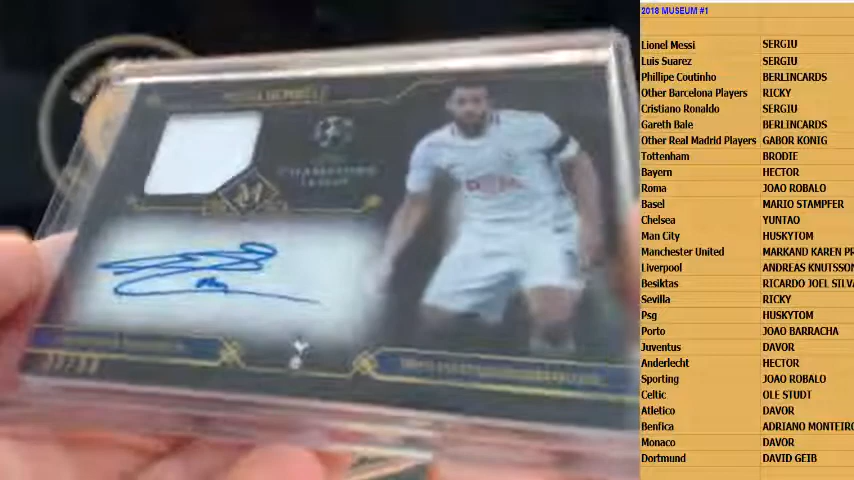 2018 MUSEUM #1
Lionel Messi SERGIU
Luis Suarez SERGIU
Phillipe Coutinho BERLINCARDS
Other Barcelona Players RICKY
Cristiano Ronaldo SERGIU
Gareth Bale BERLINCARDS
Other Real Madrid Players GABOR KONIG
Tottenham BRODIE
Bayern HECTOR
Roma JOAO ROBALO
Basel MARIO STAMPFER
Chelsea YUNTAO
Man City HUSKYTOM
Manchester United MARKAND KAREN PR
Liverpool ANDREAS KNUTSSON
Besiktas RICARDO JOEL SILVA
Sevilla RICKY
Psg HUSKYTOM
Porto JOAO BARRACHA
Juventus DAVOR
Anderlecht HECTOR
Sporting JOAO ROBALO
Celtic OLE STUDT
Atletico DAVOR
Benfica ADRIANO MONTEIRO
Monaco DAVOR
Dortmund DAVID GEIB
CHAMPIONS
LEAGUE